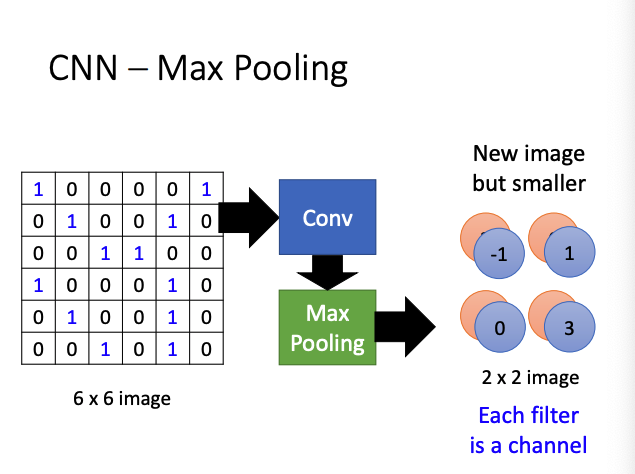 CNN – Max Pooling
1 0 0 0 0 1
0 1 0 0 1 0
0 0 1 1 0 0
1 0 0 0 1 0
0 1 0 0 1 0
0 0 1 0 1 0
6 x 6 image
Conv
Max
Pooling
New image
but smaller
-1 1
0 3
2 x 2 image
Each filter
is a channel